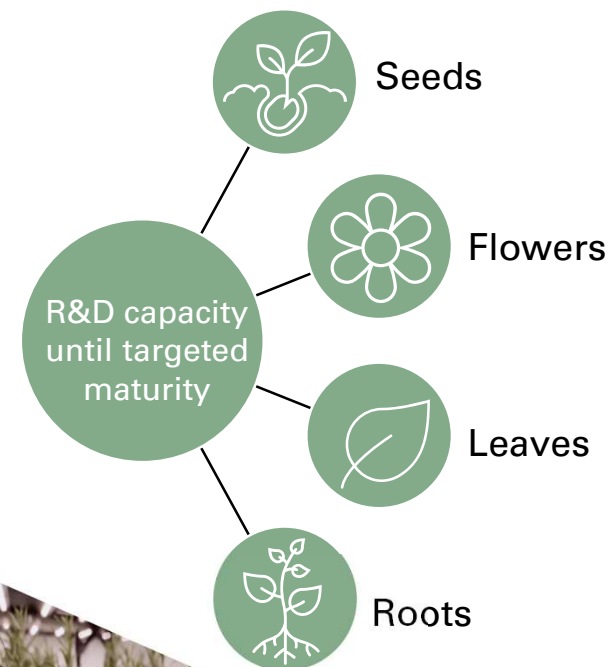 Seeds
Flowers
R&D capacity
until targeted
maturity
Leaves
Roots